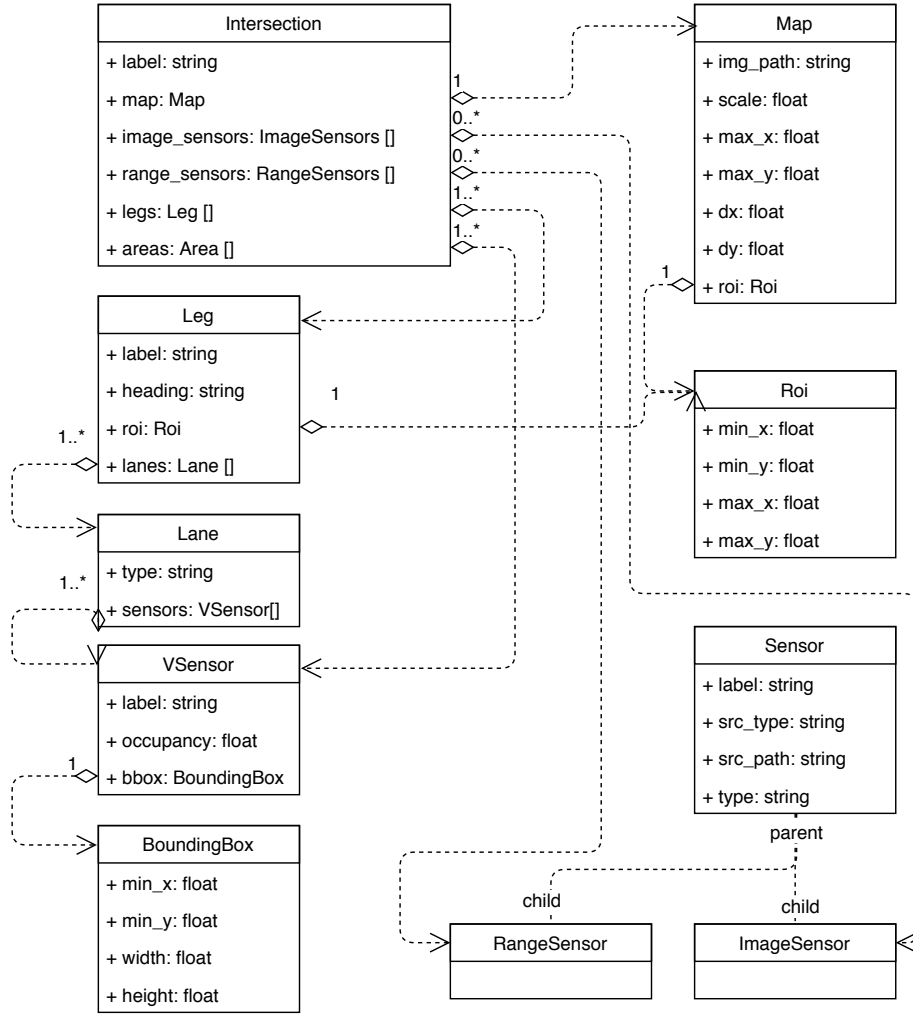 Intersection
+ label: string
+ map: Map
+ image_sensors: ImageSensors []
+ range_sensors: RangeSensors []
+ legs: Leg []
+ areas: Area []
1
0..*
0..*
1..*
1..*
Map
+ img_path: string
+ scale: float
+ max_x: float
+ max_y: float
+ dx: float
+ dy: float
+ roi: Roi
1
Leg
+ label: string
+ heading: string
+ roi: Roi
+ lanes: Lane []
1
1..*
Roi
+ min_x: float
+ min_y: float
+ max_x: float
+ max_y: float
Lane
+ type: string
+ sensors: VSensor[]
1..*
VSensor
+ label: string
+ occupancy: float
+ bbox: BoundingBox
1
Sensor
+ label: string
+ src_type: string
+ src_path: string
+ type: string
parent
BoundingBox
+ min_x: float
+ min_y: float
+ width: float
+ height: float
child
child
RangeSensor
ImageSensor